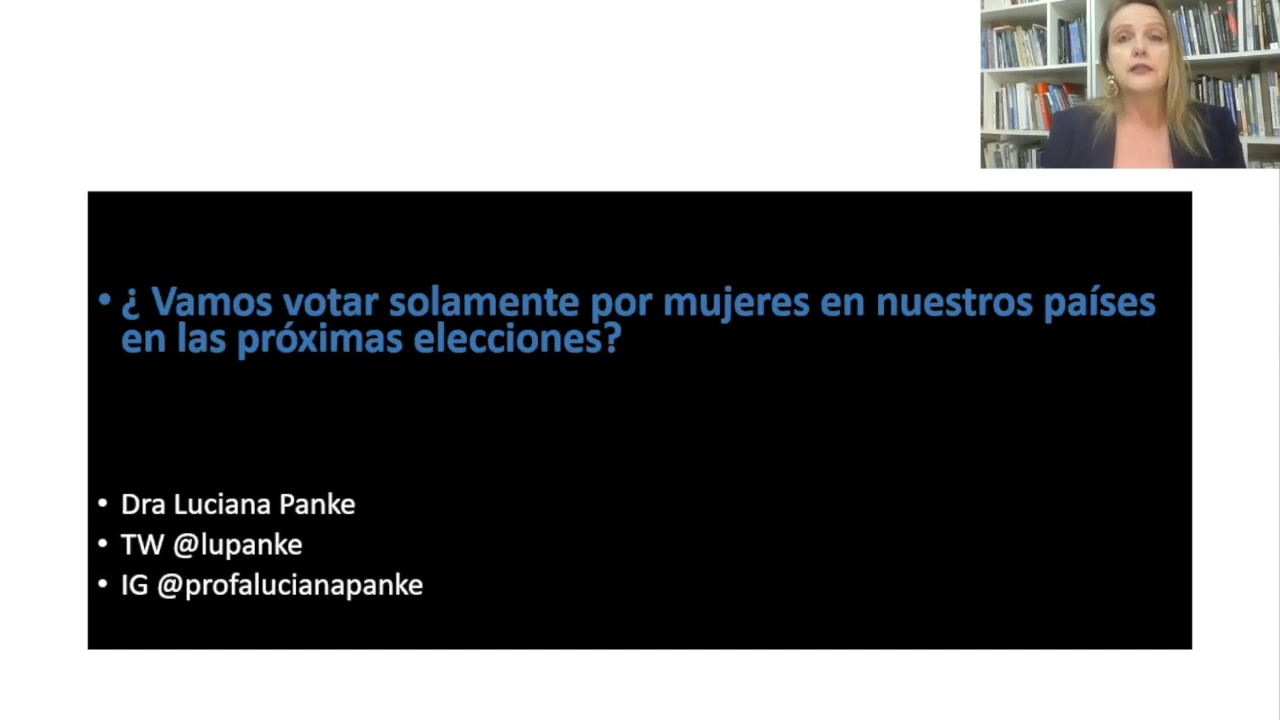 • ¿ Vamos votar solamente por mujeres en nuestros países
en las próximas elecciones?
• Dra Luciana Panke
• TW @lupanke
• IG @profalucianapanke